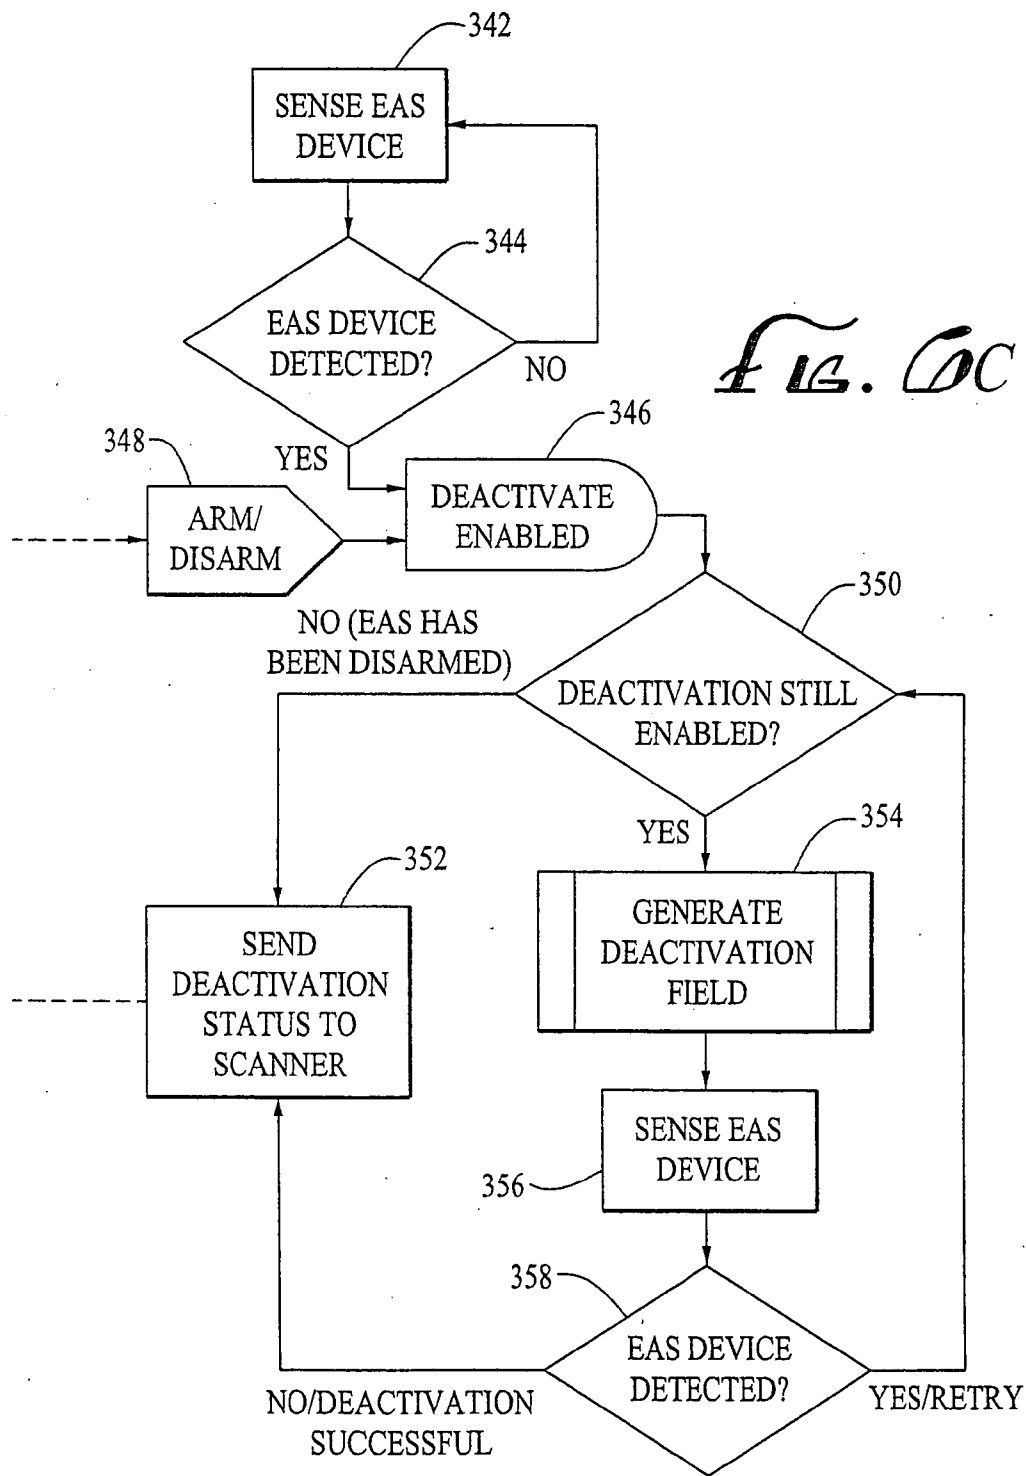 342
SENSE EAS
DEVICE
344
EAS DEVICE
DETECTED?
NO
FIG. 6C
YES
346
348
DEACTIVATE
ENABLED
ARM/
DISARM
350
NO (EAS HAS
BEEN DISARMED)
DEACTIVATION STILL
ENABLED?
YES
354
352
GENERATE
DEACTIVATION
FIELD
SEND
DEACTIVATION
STATUS TO
SCANNER
SENSE EAS
DEVICE
356
358
EAS DEVICE
DETECTED?
NO/DEACTIVATION
SUCCESSFUL
YES/RETRY